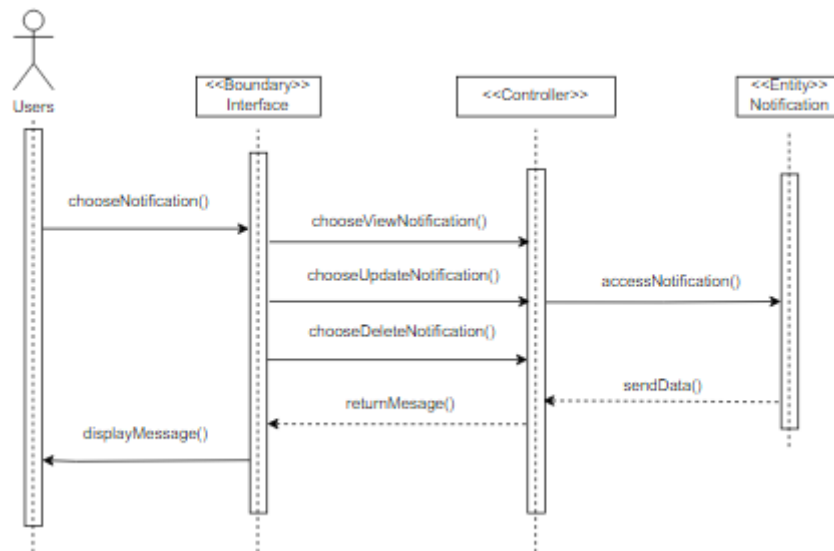 Users
<<Boundary>>
Interface
<<Controller>>
<<Entity>>
Notification
chooseNotification()
chooseViewNotification()
chooseUpdateNotification()
accessNotification()
chooseDeleteNotification()
sendData()
returnMesage()
displayMessage()